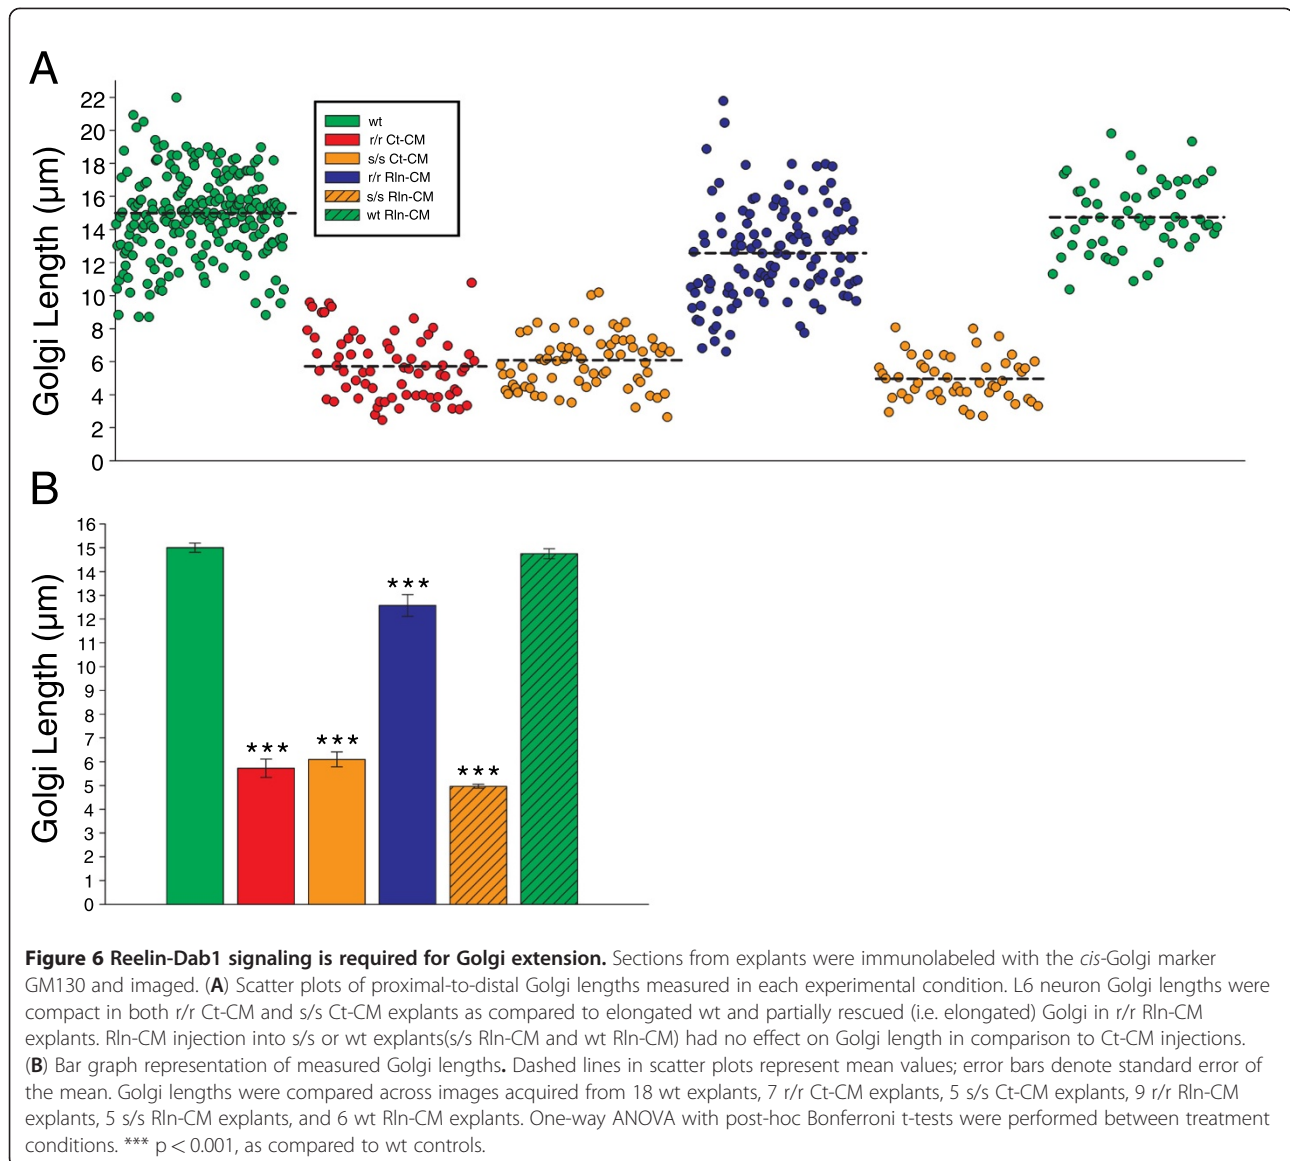 A
Golgi Length (µm)
22
20
18
16
14
12
10
8
6
4
2
0
wt
r/r Ct-CM
s/s Ct-CM
r/r Rln-CM
s/s Rln-CM
wt Rln-CM
B
Golgi Length (µm)
16
15
14
13
12
11
10
9
8
7
6
5
4
3
2
1
0
***
***
***
***
Figure 6 Reelin-Dab1 signaling is required for Golgi extension. Sections from explants were immunolabeled with the cis-Golgi marker
GM130 and imaged. (A) Scatter plots of proximal-to-distal Golgi lengths measured in each experimental condition. L6 neuron Golgi lengths were
compact in both r/r Ct-CM and s/s Ct-CM explants as compared to elongated wt and partially rescued (i.e. elongated) Golgi in r/r Rln-CM
explants. Rln-CM injection into s/s or wt explants(s/s Rln-CM and wt Rln-CM) had no effect on Golgi length in comparison to Ct-CM injections.
(B) Bar graph representation of measured Golgi lengths. Dashed lines in scatter plots represent mean values; error bars denote standard error of
the mean. Golgi lengths were compared across images acquired from 18 wt explants, 7 r/r Ct-CM explants, 5 s/s Ct-CM explants, 9 r/r Rln-CM
explants, 5 s/s Rln-CM explants, and 6 wt Rln-CM explants. One-way ANOVA with post-hoc Bonferroni t-tests were performed between treatment
conditions. *** p < 0.001, as compared to wt controls.